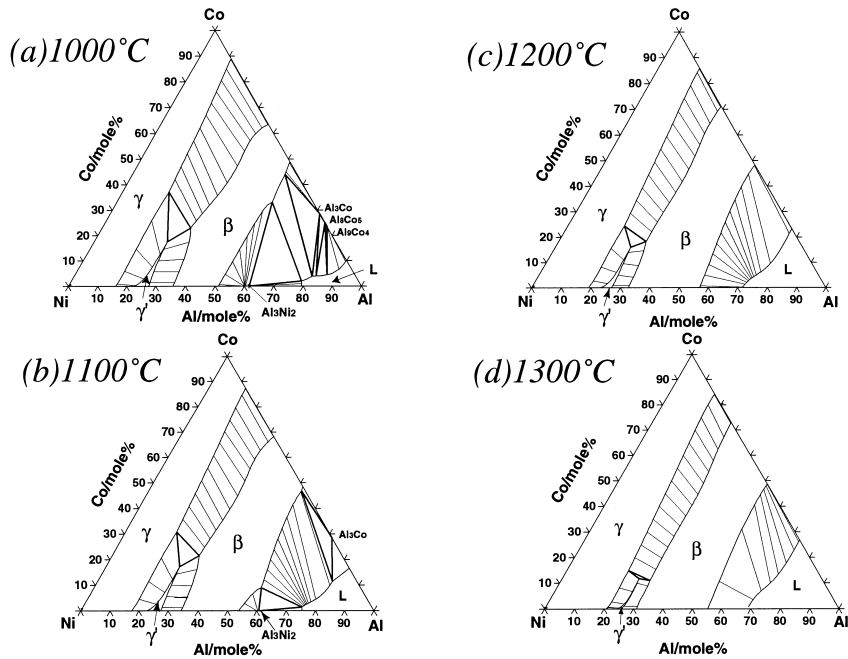 (a)1000°C
Co
90
80
70
60
50
40
30
20
10
Co/mole%
γ
β
Al3Co
Al8Co5
Al9Co4
L
Ni
10 20 30 40 50 60 70 80 90
Al
γ'
Al3Ni2
Al/mole%
(c)1200°C
Co
90
80
70
60
50
40
30
20
10
Co/mole%
γ
β
L
Ni
10 20 30 40 50 60 70 80 90
Al
γ'
Al/mole%
(b)1100°C
Co
90
80
70
60
50
40
30
20
10
Co/mole%
γ
β
Al3Co
L
Ni
10 20 30 40 50 60 70 80 90
Al
γ'
Al3Ni2
Al/mole%
(d)1300°C
Co
90
80
70
60
50
40
30
20
10
Co/mole%
γ
β
L
Ni
10 20 30 40 50 60 70 80 90
Al
γ'
Al/mole%